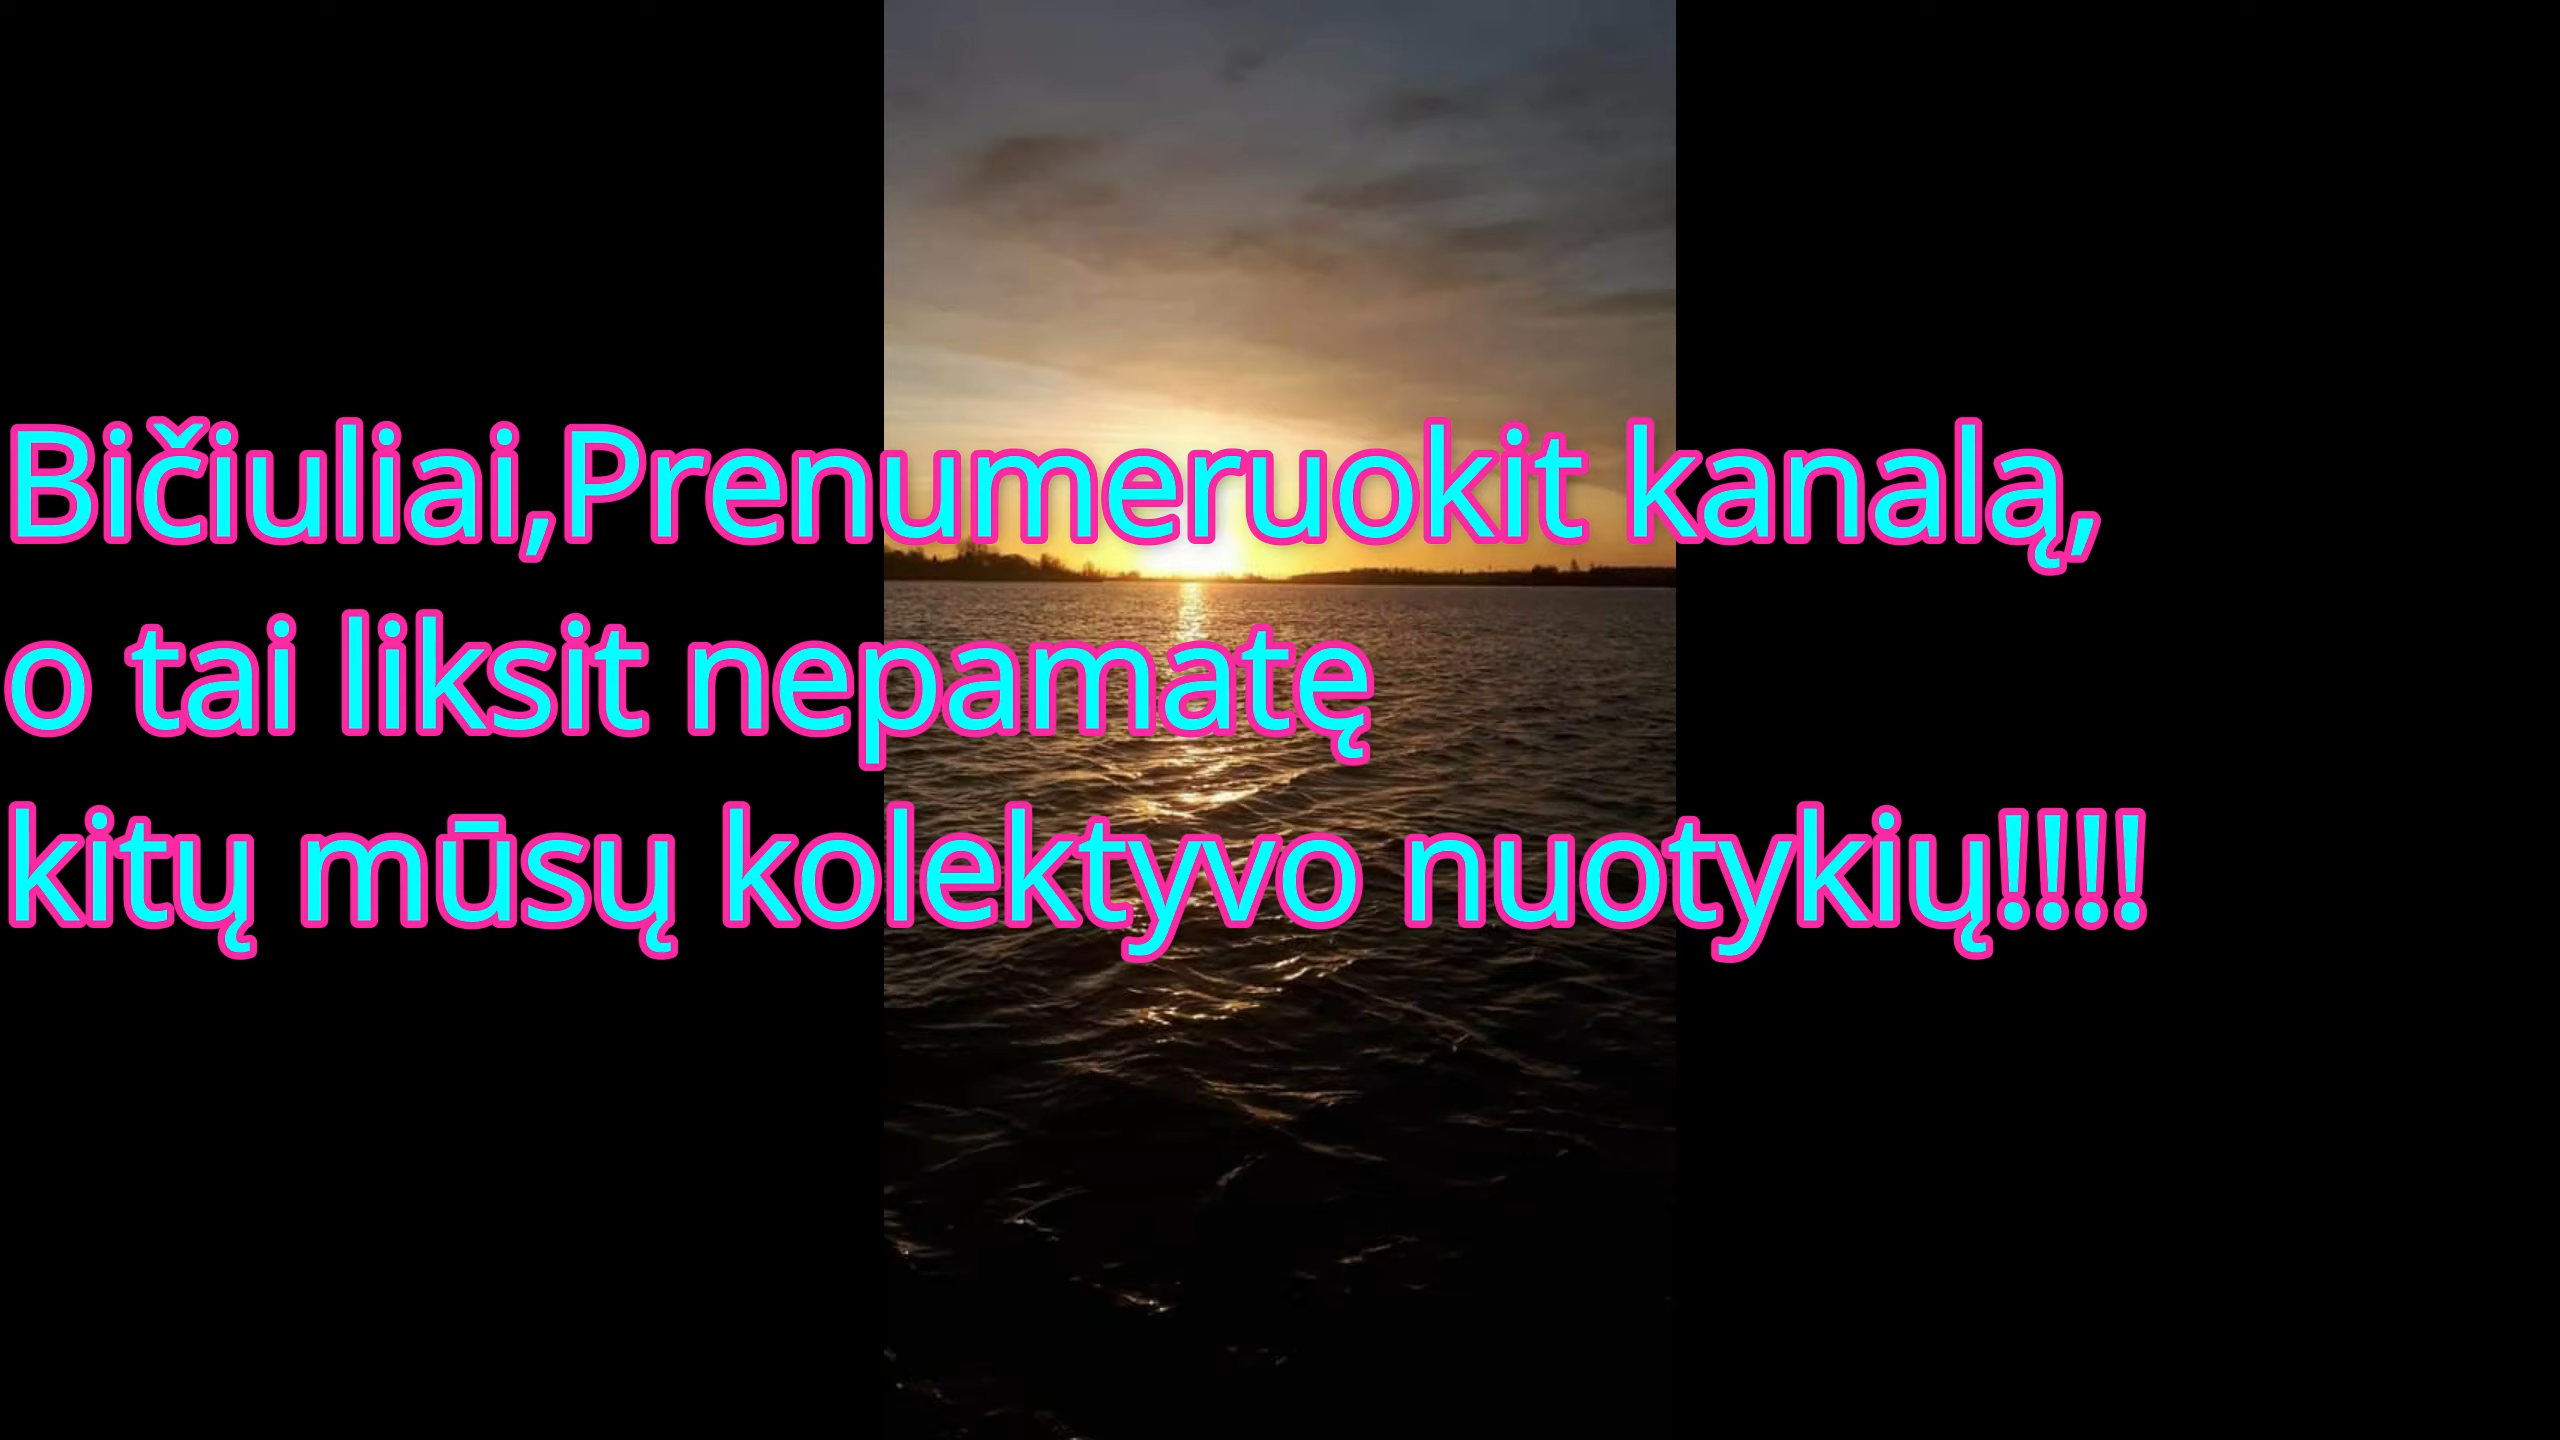 Bičiuliai,Prenumeruokit kanalą,
o tai liksit nepamatę
kitų mūsų kolektyvo nuotykių!!!!